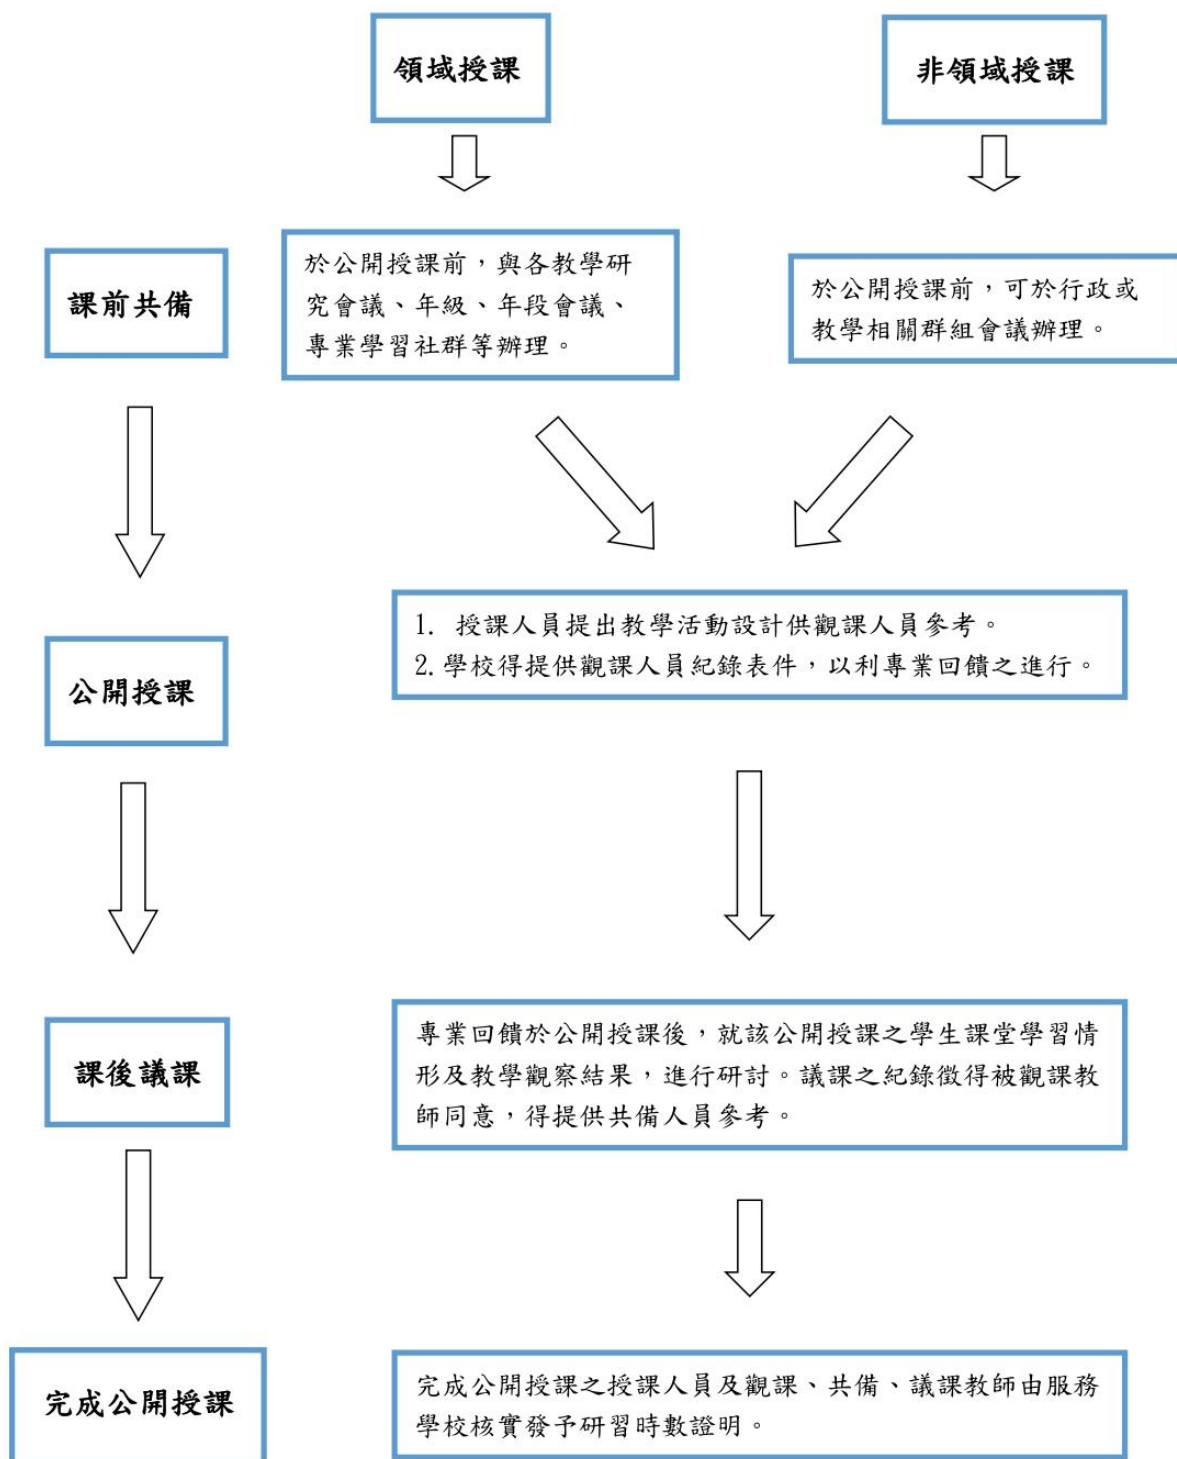 領域授課
非領域授課
課前共備
於公開授課前，與各教學研
究會議、年級、年段會議、
專業學習社群等辦理。
於公開授課前，可於行政或
教學相關群組會議辦理。
公開授課
1. 授課人員提出教學活動設計供觀課人員參考。
2.學校得提供觀課人員紀錄表件，以利專業回饋之進行。
課後議課
專業回饋於公開授課後，就該公開授課之學生課堂學習情
形及教學觀察結果，進行研討。議課之紀錄徵得被觀課教
師同意，得提供共備人員參考。
完成公開授課
完成公開授課之授課人員及觀課、共備、議課教師由服務
學校核實發予研習時數證明。